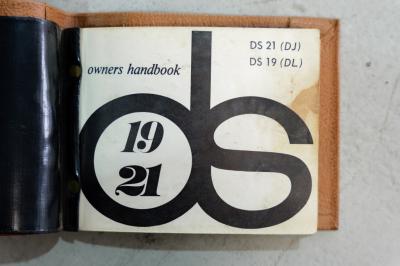 DS 21 (DJ)
DS 19 (DL)
owners handbook
ds
19
21